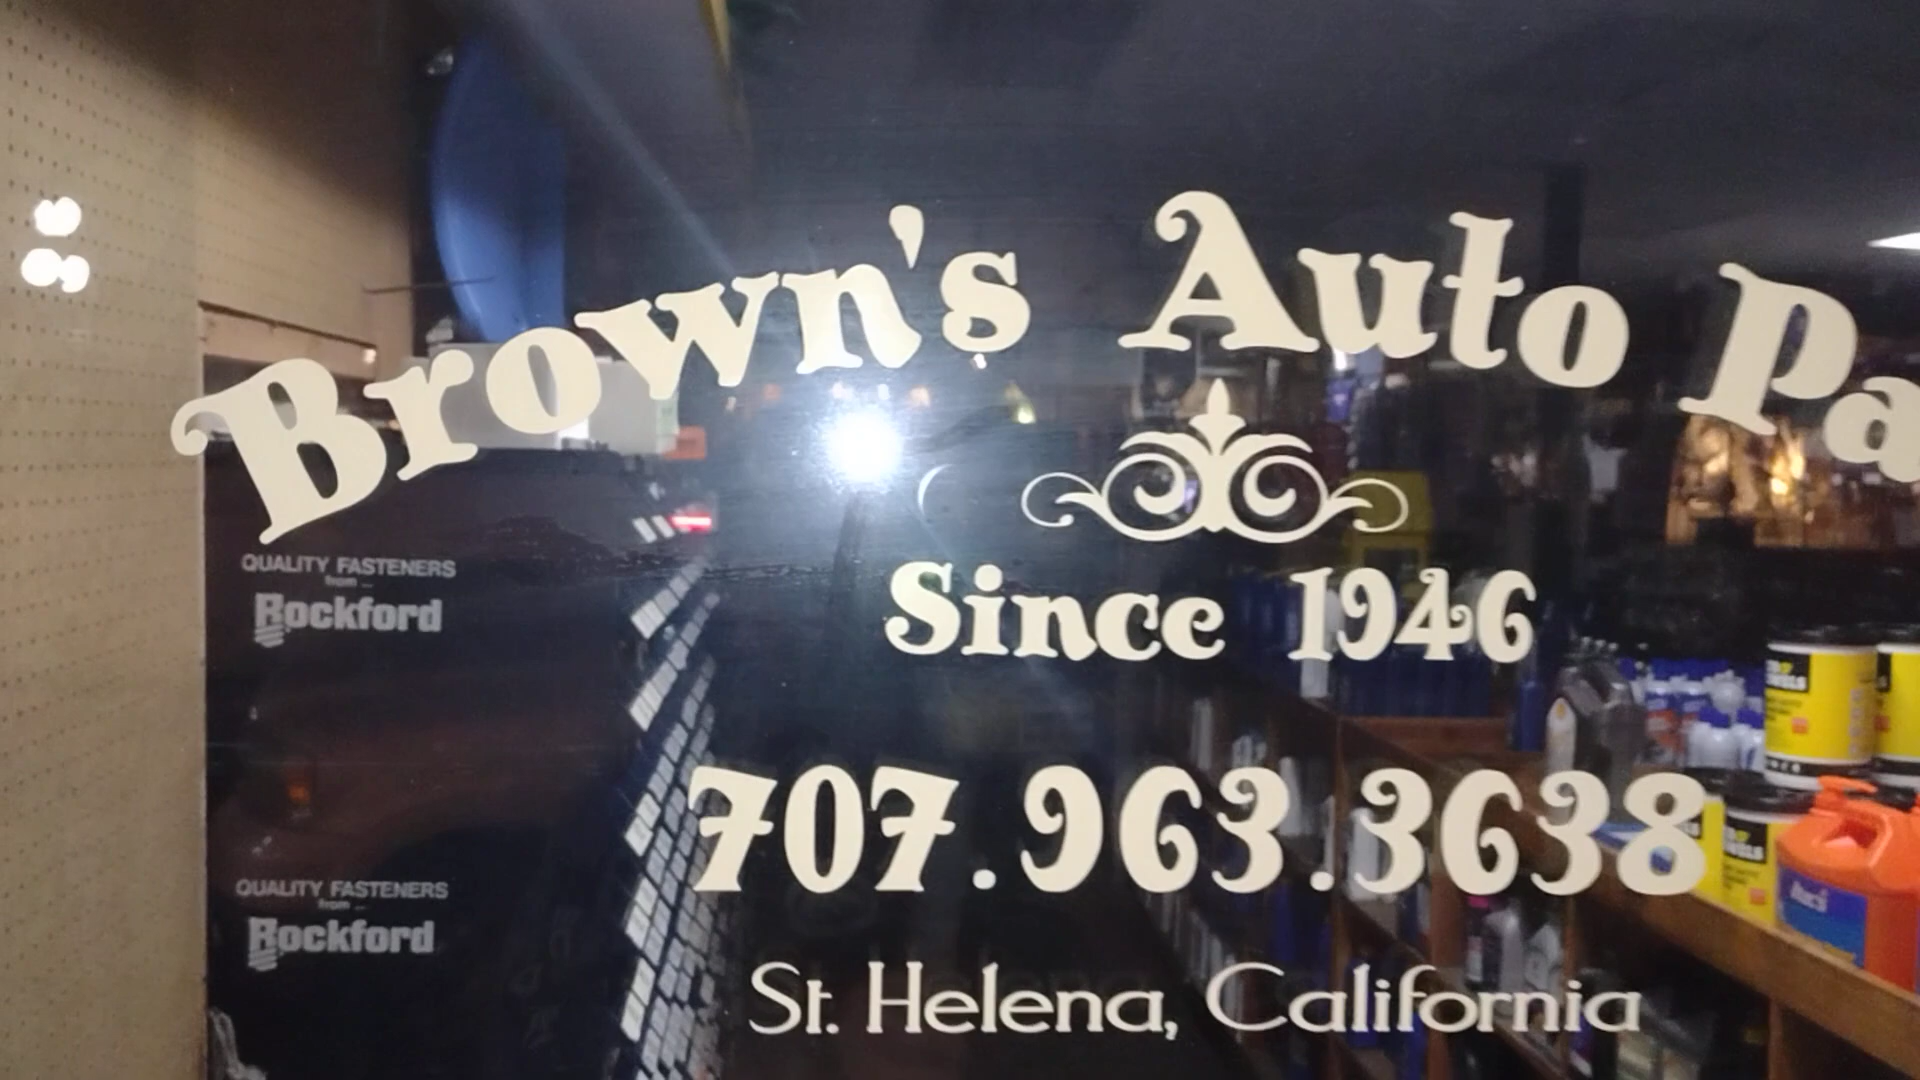 Brown's Auto Pa
Since 1946
707.963.3638
St. Helena, California
QUALITY FASTENERS
from ...
Rockford
QUALITY FASTENERS
from ...
Rockford